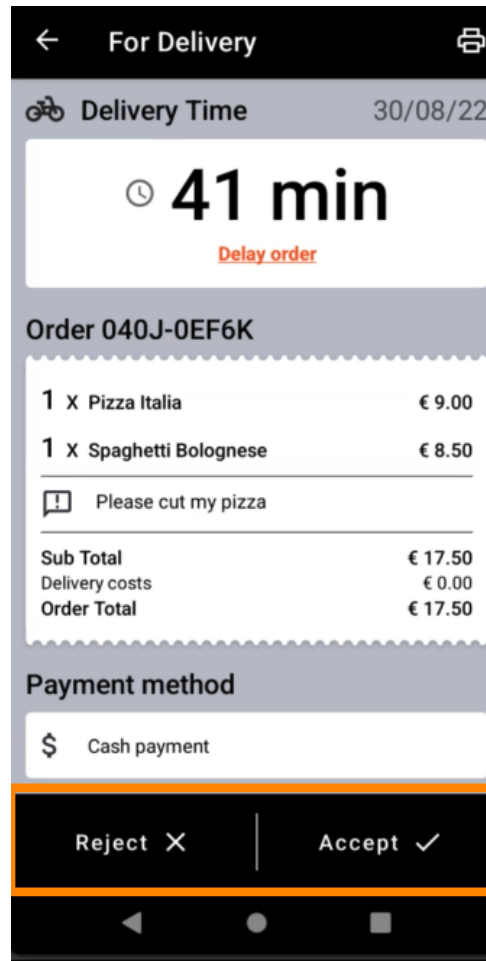 For Delivery
Delivery Time 30/08/22
41 min
Delay order
Order 040J-0EF6K
1 x Pizza Italia € 9.00
1 x Spaghetti Bolognese € 8.50
Please cut my pizza
Sub Total € 17.50
Delivery costs € 0.00
Order Total € 17.50
Payment method
$ Cash payment
Reject Accept